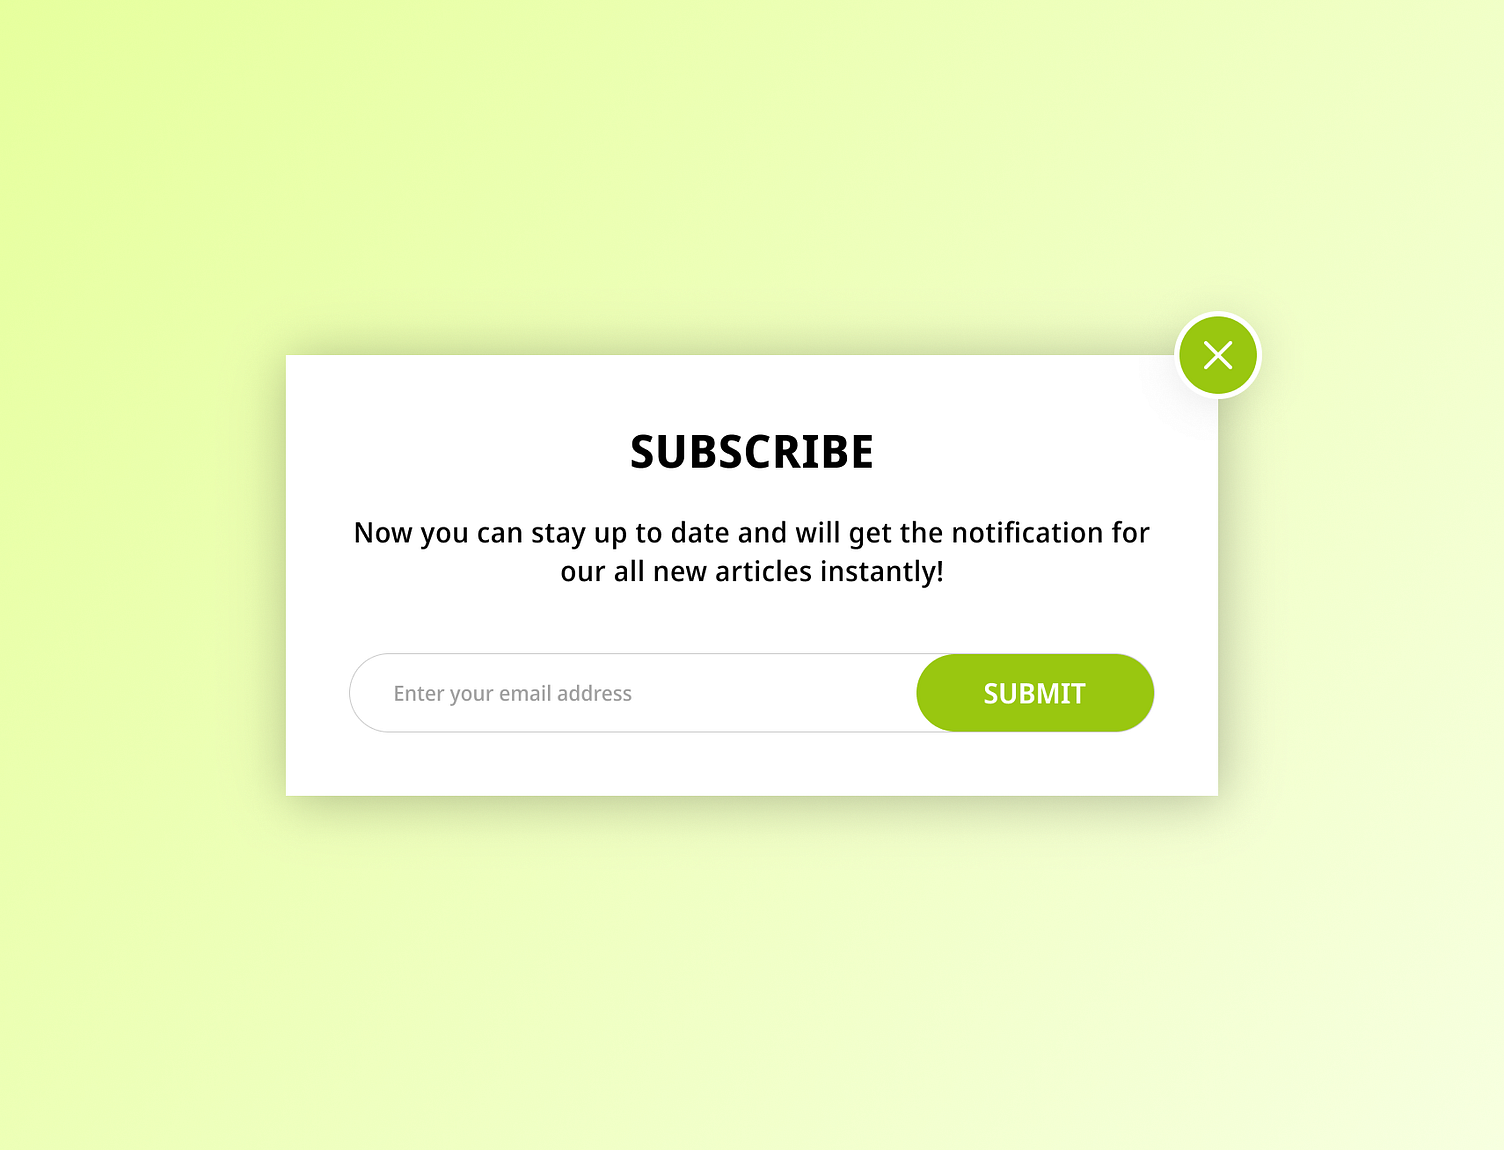 SUBSCRIBE
Now you can stay up to date and will get the notification for
our all new articles instantly!
Enter your email address
SUBMIT